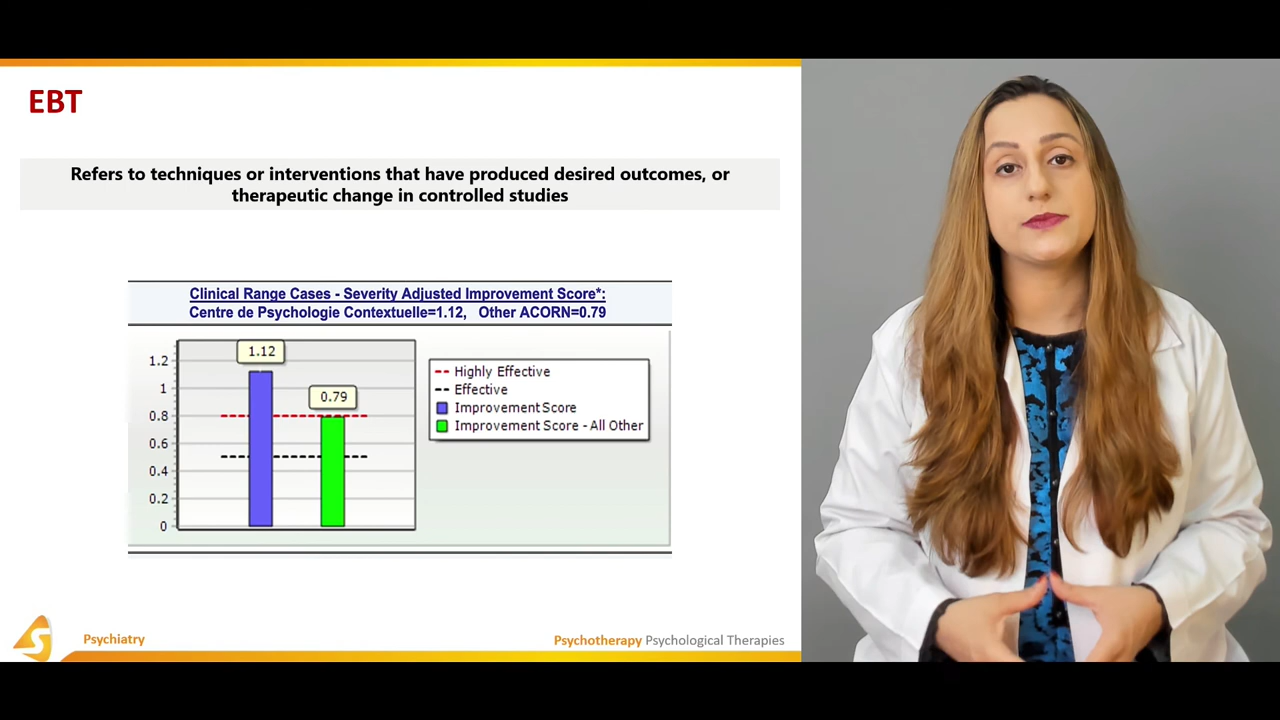 EBT
Refers to techniques or interventions that have produced desired outcomes, or
therapeutic change in controlled studies
Clinical Range Cases - Severity Adjusted Improvement Score*:
Centre de Psychologie Contextuelle=1.12, Other ACORN=0.79
1.2
1
0.8
0.6
0.4
0.2
0
1.12
0.79
Highly Effective
Effective
Improvement Score
Improvement Score - All Other
S
Psychiatry
Psychotherapy Psychological Therapies